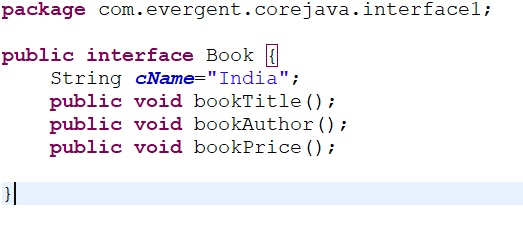 package com.evergent.corejava.interface1;
public interface Book {
String cName="India";
public void bookTitle();
public void bookAuthor();
public void bookPrice();
}